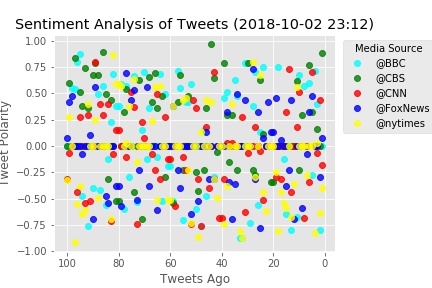 Sentiment Analysis of Tweets (2018-10-02 23:12)
Media Source
@BBC
@CBS
@CNN
@FoxNews
@nytimes
Tweet Polarity
1.00
0.75
0.50
0.25
0.00
−0.25
−0.50
−0.75
−1.00
100 80 60 40 20 0
Tweets Ago